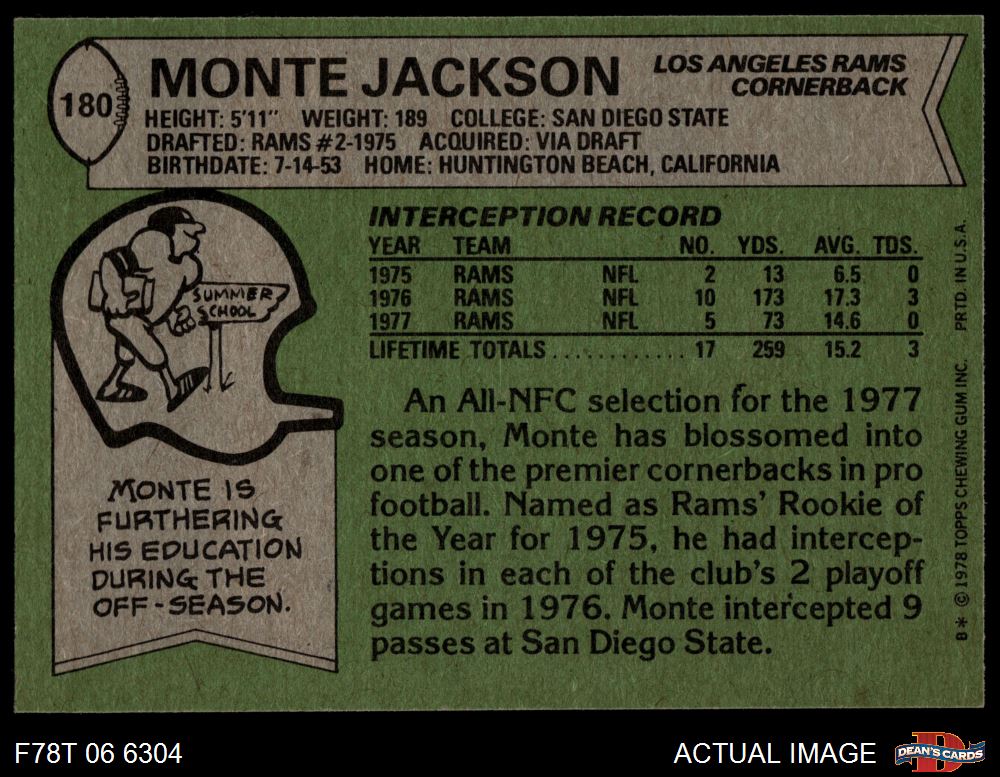 180
MONTE JACKSON
LOS ANGELES RAMS
CORNERBACK
HEIGHT: 5'11" WEIGHT: 189 COLLEGE: SAN DIEGO STATE
DRAFTED: RAMS #2-1975 ACQUIRED: VIA DRAFT
BIRTHDATE: 7-14-53 HOME: HUNTINGTON BEACH, CALIFORNIA
SUMMER
SCHOOL
MONTE IS
FURTHERING
HIS EDUCATION
DURING THE
OFF-SEASON.
INTERCEPTION RECORD
YEAR TEAM NO. YDS. AVG. TDS.
1975 RAMS NFL 2 13 6.5 0
1976 RAMS NFL 10 173 17.3 3
1977 RAMS NFL 5 73 14.6 0
LIFETIME TOTALS............ 17 259 15.2 3
An All-NFC selection for the 1977
season, Monte has blossomed into
one of the premier cornerbacks in pro
football. Named as Rams' Rookie of
the Year for 1975, he had intercep-
tions in each of the club's 2 playoff
games in 1976. Monte intercepted 9
passes at San Diego State.
B* © 1978 TOPPS CHEWING GUM INC. PRTD. IN U.S.A.
F78T 06 6304
ACTUAL IMAGE
D
DEAN'S CARDS